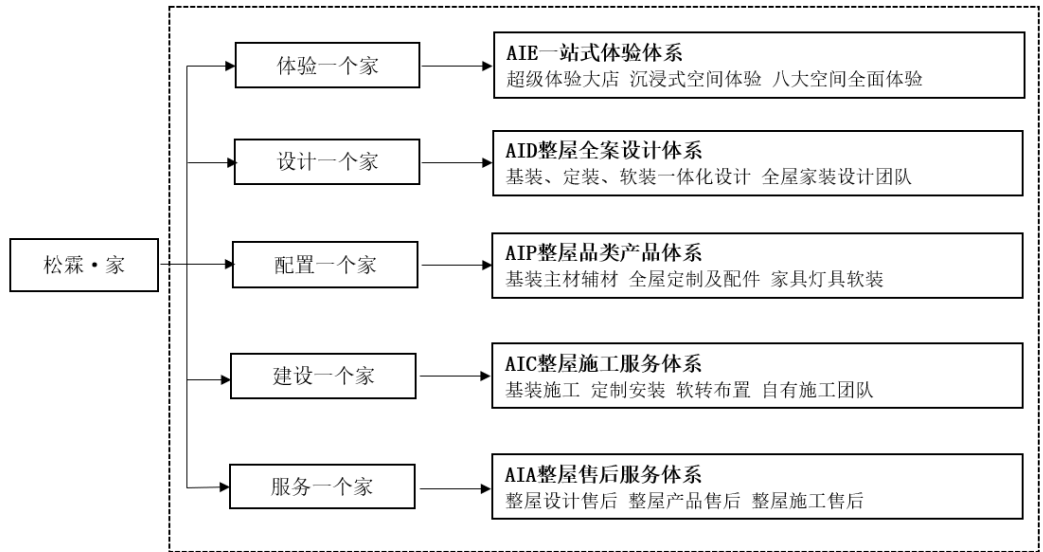 体验一个家
AIE一站式体验体系
超级体验大店 沉浸式空间体验 八大空间全面体验
设计一个家
AID整屋全案设计体系
基装、定装、软装一体化设计 全屋家装设计团队
松霖·家
配置一个家
AIP整屋品类产品体系
基装主材辅材 全屋定制及配件 家具灯具软装
建设一个家
AIC整屋施工服务体系
基装施工 定制安装 软转布置 自有施工团队
服务一个家
AIA整屋售后服务体系
整屋设计售后 整屋产品售后 整屋施工售后